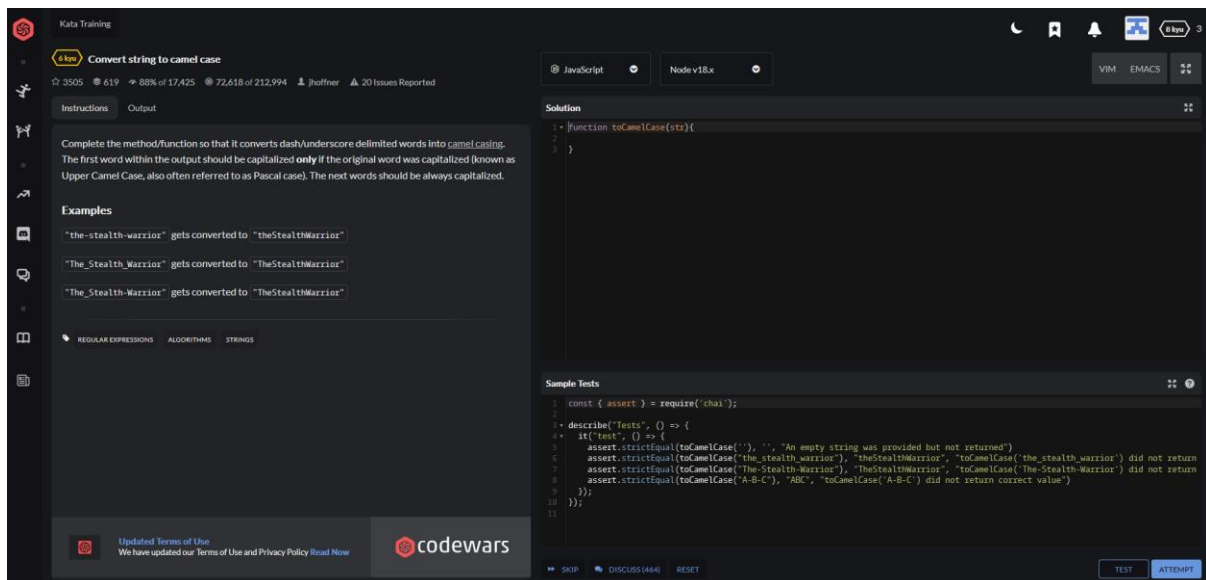 Kata Training
8 kyu 3
6 kyu Convert string to camel case
3505 619 88% of 17,425 72,618 of 212,994 jhoffner 20 Issues Reported
Instructions Output
Complete the method/function so that it converts dash/underscore delimited words into camel casing.
The first word within the output should be capitalized only if the original word was capitalized (known as
Upper Camel Case, also often referred to as Pascal case). The next words should be always capitalized.
Examples
"the-stealth-warrior" gets converted to "theStealthWarrior"
"The_Stealth_Warrior" gets converted to "TheStealthWarrior"
"The_Stealth-Warrior" gets converted to "TheStealthWarrior"
REGULAR EXPRESSIONS ALGORITHMS STRINGS
Updated Terms of Use
We have updated our Terms of Use and Privacy Policy Read Now
codewars
JavaScript Node v18.x VIM EMACS
Solution
1 function toCamelCase(str){
2
3 }
Sample Tests
1 const { assert } = require('chai');
2
3 describe("Tests", () => {
4 it("test", () => {
5 assert.strictEqual(toCamelCase(''), '', "An empty string was provided but not returned")
6 assert.strictEqual(toCamelCase("the_stealth_warrior"), "theStealthWarrior", "toCamelCase('the_stealth_warrior') did not return
7 assert.strictEqual(toCamelCase("The-Stealth-Warrior"), "TheStealthWarrior", "toCamelCase('The-Stealth-Warrior') did not return
8 assert.strictEqual(toCamelCase("A-B-C"), "ABC", "toCamelCase('A-B-C') did not return correct value")
9 });
10 });
11
SKIP DISCUSS (464) RESET TEST ATTEMPT